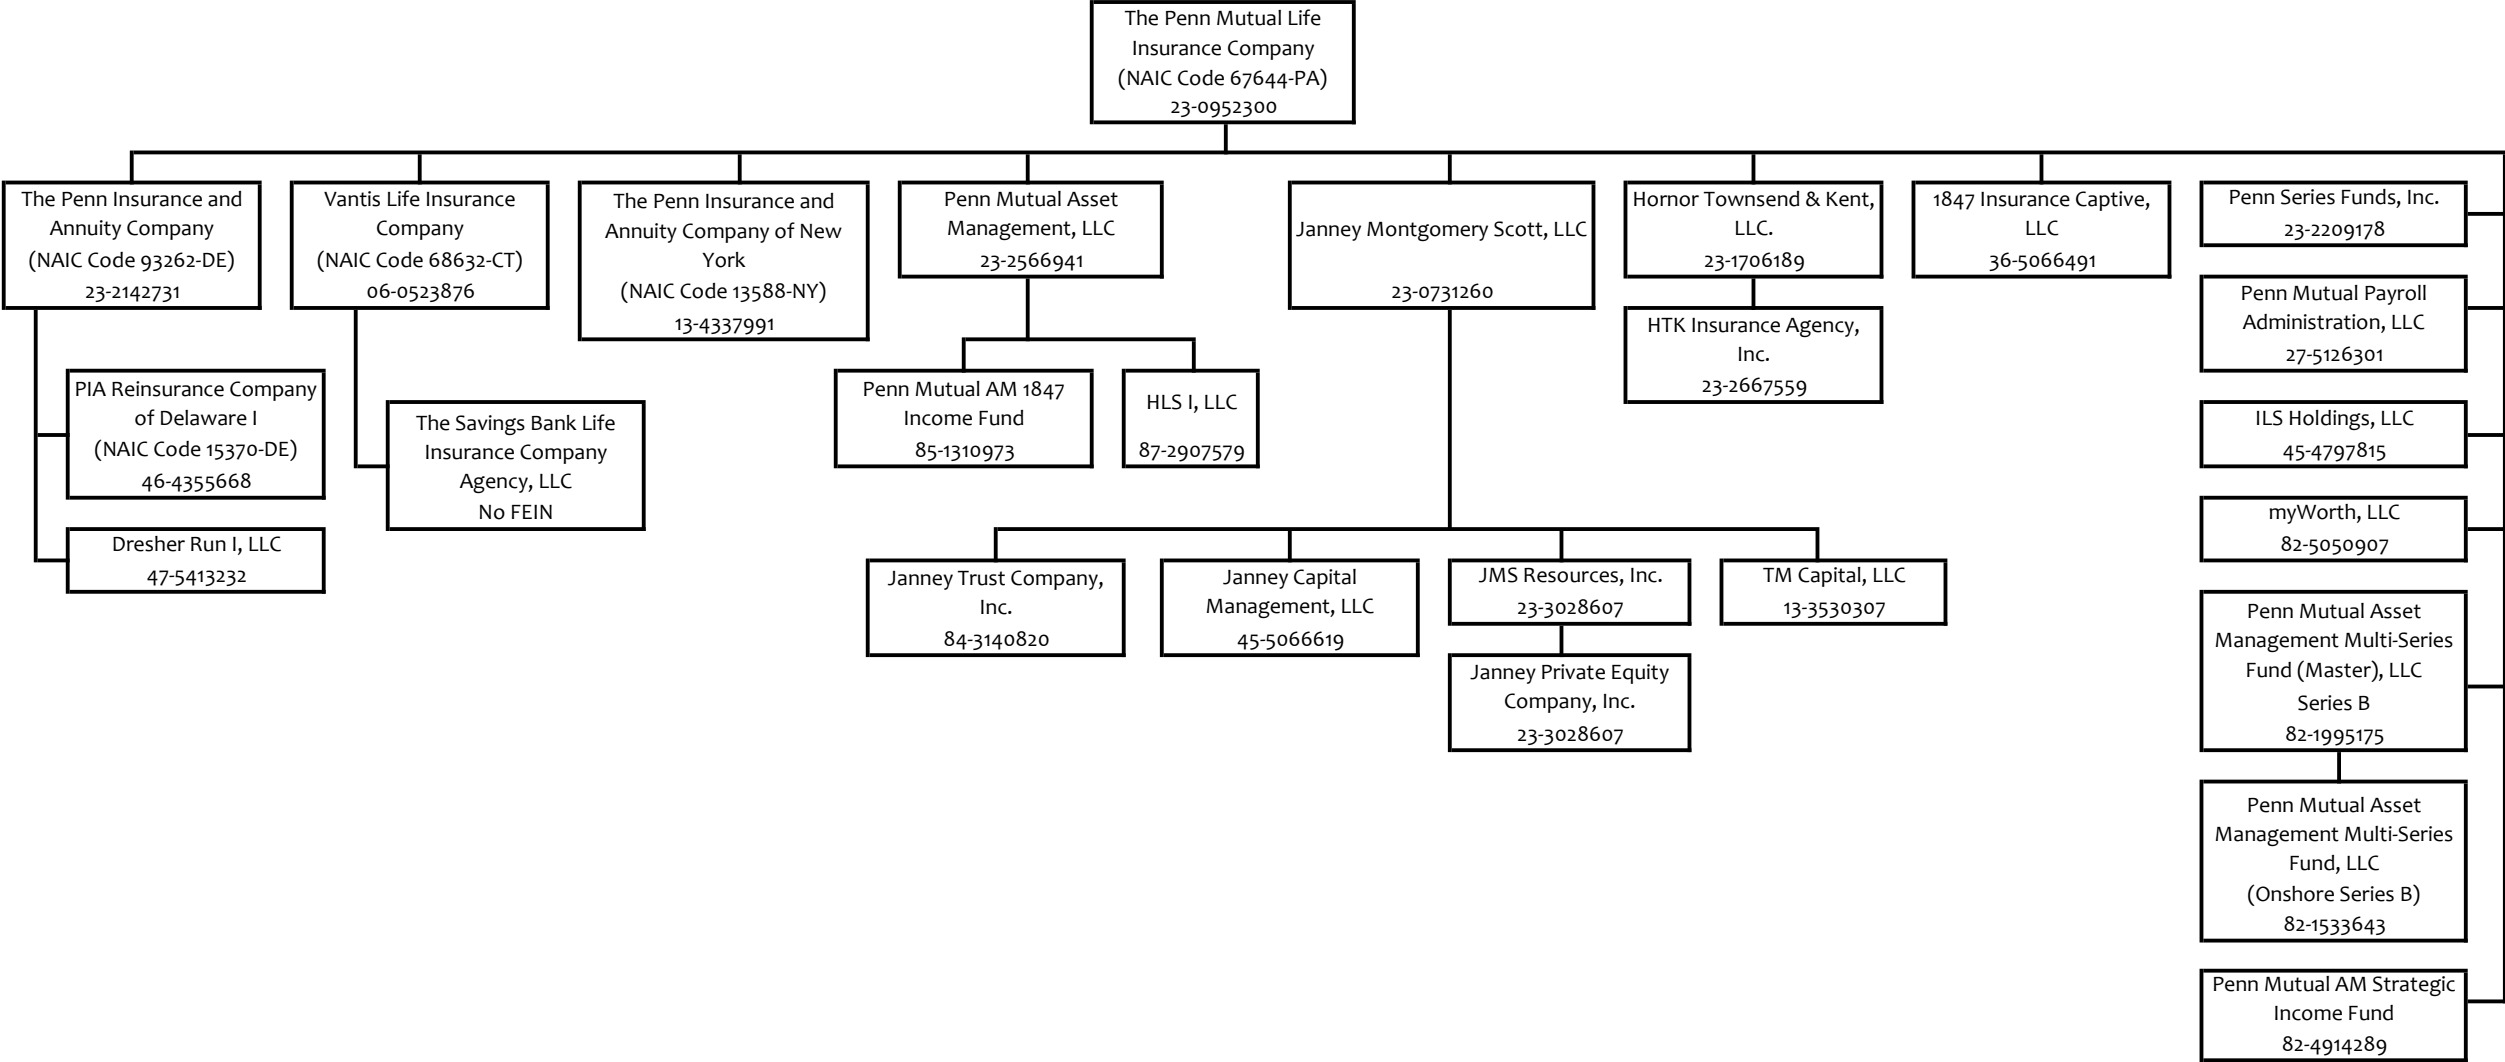 The Penn Mutual Life
Insurance Company
(NAIC Code 67644-PA)
23-0952300
The Penn Insurance and
Annuity Company
(NAIC Code 93262-DE)
23-2142731
Vantis Life Insurance
Company
(NAIC Code 68632-CT)
06-0523876
The Penn Insurance and
Annuity Company of New
York
(NAIC Code 13588-NY)
13-4337991
Penn Mutual Asset
Management, LLC
23-2566941
Janney Montgomery Scott, LLC
23-0731260
Hornor Townsend & Kent,
LLC.
23-1706189
1847 Insurance Captive,
LLC
36-5066491
Penn Series Funds, Inc.
23-2209178
Penn Mutual Payroll
Administration, LLC
27-5126301
HTK Insurance Agency,
Inc.
23-2667559
PIA Reinsurance Company
of Delaware I
(NAIC Code 15370-DE)
46-4355668
The Savings Bank Life
Insurance Company
Agency, LLC
No FEIN
Penn Mutual AM 1847
Income Fund
85-1310973
HLS I, LLC
87-2907579
ILS Holdings, LLC
45-4797815
myWorth, LLC
82-5050907
Dresher Run I, LLC
47-5413232
Janney Trust Company,
Inc.
84-3140820
Janney Capital
Management, LLC
45-5066619
JMS Resources, Inc.
23-3028607
TM Capital, LLC
13-3530307
Janney Private Equity
Company, Inc.
23-3028607
Penn Mutual Asset
Management Multi-Series
Fund (Master), LLC
Series B
82-1995175
Penn Mutual Asset
Management Multi-Series
Fund, LLC
(Onshore Series B)
82-1533643
Penn Mutual AM Strategic
Income Fund
82-4914289